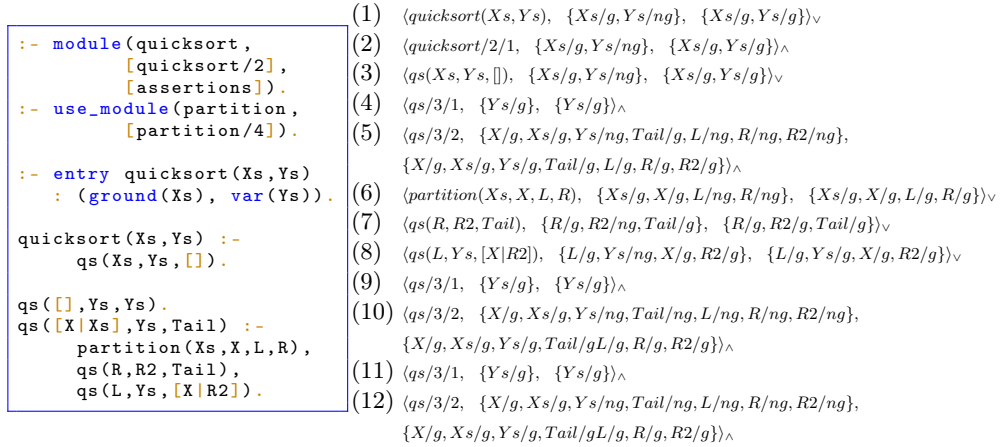 :- module(quicksort,
[quicksort/2],
[assertions]).
:- use_module(partition,
[partition/4]).
:- entry quicksort(Xs,Ys)
: (ground(Xs), var(Ys)).
quicksort(Xs,Ys) :-
qs(Xs,Ys,[]).
qs([],Ys,Ys).
qs([X|Xs],Ys,Tail) :-
partition(Xs,X,L,R),
qs(R,R2,Tail),
qs(L,Ys,[X|R2]).
(1) ⟨quicksort(Xs, Ys), {Xs/g, Ys/ng}, {Xs/g, Ys/g}⟩∨
(2) ⟨quicksort/2/1, {Xs/g, Ys/ng}, {Xs/g, Ys/g}⟩∧
(3) ⟨qs(Xs, Ys, []), {Xs/g, Ys/ng}, {Xs/g, Ys/g}⟩∨
(4) ⟨qs/3/1, {Ys/g}, {Ys/g}⟩∧
(5) ⟨qs/3/2, {X/g, Xs/g, Ys/ng, Tail/g, L/ng, R/ng, R2/ng},
{X/g, Xs/g, Ys/g, Tail/g, L/g, R/g, R2/g}⟩∧
(6) ⟨partition(Xs, X, L, R), {Xs/g, X/g, L/ng, R/ng}, {Xs/g, X/g, L/g, R/g}⟩∨
(7) ⟨qs(R, R2, Tail), {R/g, R2/ng, Tail/g}, {R/g, R2/g, Tail/g}⟩∨
(8) ⟨qs(L, Ys, [X|R2]), {L/g, Ys/ng, X/g, R2/g}, {L/g, Ys/g, X/g, R2/g}⟩∨
(9) ⟨qs/3/1, {Ys/g}, {Ys/g}⟩∧
(10) ⟨qs/3/2, {X/g, Xs/g, Ys/ng, Tail/ng, L/ng, R/ng, R2/ng},
{X/g, Xs/g, Ys/g, Tail/gL/g, R/g, R2/g}⟩∧
(11) ⟨qs/3/1, {Ys/g}, {Ys/g}⟩∧
(12) ⟨qs/3/2, {X/g, Xs/g, Ys/ng, Tail/ng, L/ng, R/ng, R2/ng},
{X/g, Xs/g, Ys/g, Tail/gL/g, R/g, R2/g}⟩∧